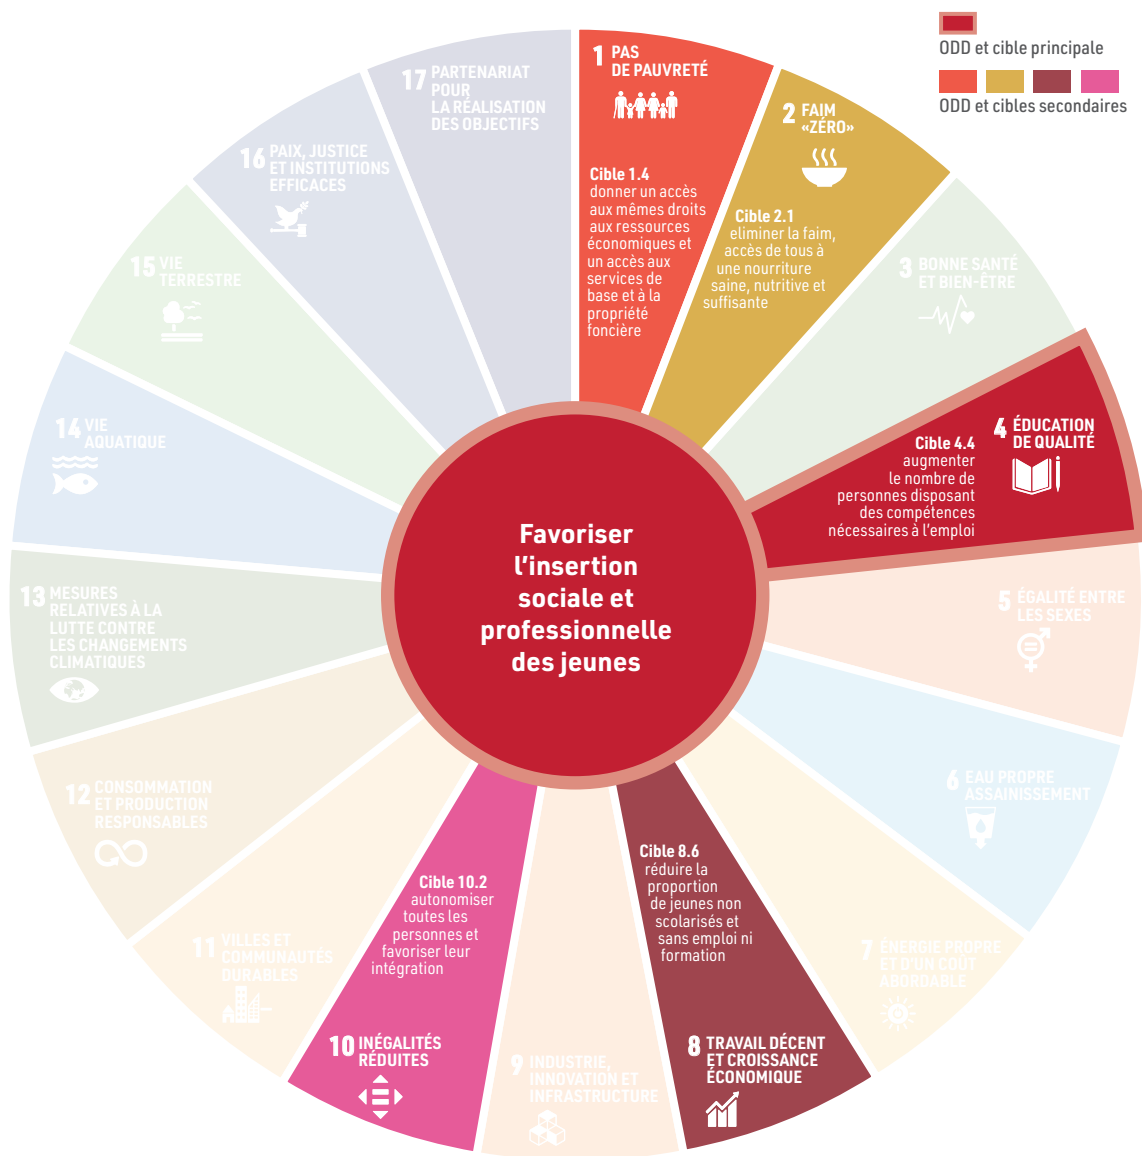 ODD et cible principale
ODD et cibles secondaires
1 PAS
DE PAUVRETÉ
Cible 1.4
donner un accès
aux mêmes droits
aux ressources
économiques et
un accès aux
services de
base et à la
propriété
foncière
2 FAIM
«ZÉRO»
Cible 2.1
eliminer la faim,
accès de tous à
une nourriture
saine, nutritive et
suffisante
3 BONNE SANTÉ
ET BIEN-ÊTRE
4 ÉDUCATION
DE QUALITÉ
Cible 4.4
augmenter
le nombre de
personnes disposant
des compétences
nécessaires à l'emploi
5 ÉGALITÉ ENTRE
LES SEXES
6 EAU PROPRE
ASSAINISSEMENT
7 ÉNERGIE PROPRE
ET D'UN COÛT
ABORDABLE
Cible 8.6
réduire la
proportion
de jeunes non
scolarisés et
sans emploi ni
formation
8 TRAVAIL DÉCENT
ET CROISSANCE
ÉCONOMIQUE
9 INDUSTRIE,
INNOVATION ET
INFRASTRUCTURE
Cible 10.2
autonomiser
toutes les
personnes et
favoriser leur
intégration
10 INÉGALITÉS
RÉDUITES
11 VILLES ET
COMMUNAUTÉS
DURABLES
12 CONSOMMATION
ET PRODUCTION
RESPONSABLES
13 MESURES
RELATIVES À LA
LUTTE CONTRE
LES CHANGEMENTS
CLIMATIQUES
14 VIE
AQUATIQUE
15 VIE
TERRESTRE
16 PAIX, JUSTICE
ET INSTITUTIONS
EFFICACES
17 PARTENARIAT
POUR
LA RÉALISATION
DES OBJECTIFS
Favoriser
l'insertion
sociale et
professionnelle
des jeunes